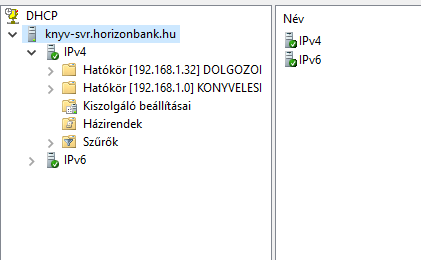 DHCP
knyv-svr.horizonbank.hu
IPv4
Hatókör [192.168.1.32] DOLGOZOI
Hatókör [192.168.1.0] KONYVELESI
Kiszolgáló beállításai
Házirendek
Szűrők
IPv6
Név
IPv4
IPv6